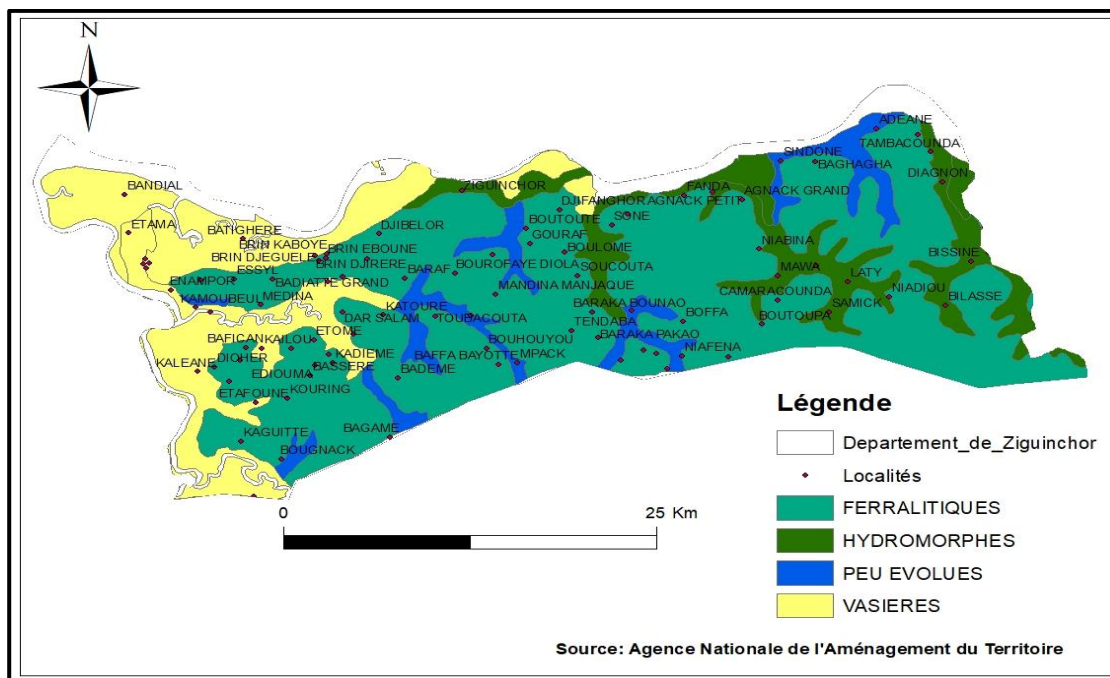 N
ADEANE
TAMBACOUNDA
SINDONE
BAGHAGHA
DIAGNON
BANDIAL
ZIGUINCHOR
FANDA
AGNACK GRAND
DJIFANGHOR
AGNACK PETIT
ETAMA
BATIGHERE
DJIBELOR
BOUTOUTE
SONE
BRIN KABOYE
GOURAF
BRIN EBOUNE
BOULOME
NIABINA
BRIN DJEGUELE
BRIN DJIRERE
BISSINE
ESSYL
BARAF
BOUROFAYE DIOLA
SOUCOUTA
MAWA
LATY
ENAMPOR
BADIATTE GRAND
MANDINA MANJAQUE
CAMARACOUNDA
NIADIOU
KAMOUBEUL
MEDINA
KATOURE
BARAKA BOUNAO
SAMICK
BILASSE
DAR SALAM
TOUBACOUTA
TENDABA
BOFFA
BOUTOUPA
BAFICAN
KAILOU
ETOME
BOUHOUYOU
BARAKA PAKAO
DIOHER
KADIEME
BAFFA BAYOTTE
MPACK
NIAFENA
KALEANE
EDIOUMA
BASSERE
BADEME
ETAFOUNE
KOURING
BAGAME
KAGUITTE
BOUGNACK
0
25 Km
Légende
Departement_de_Ziguinchor
Localités
FERRALITIQUES
HYDROMORPHES
PEU EVOLUES
VASIERES
Source: Agence Nationale de l'Aménagement du Territoire